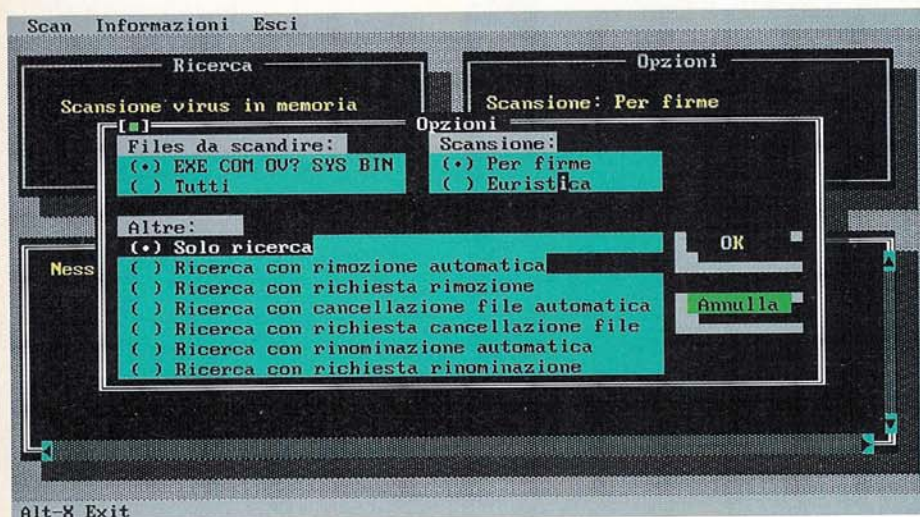 Scan Informazioni Esci
Ricerca
Opzioni
Scansione virus in memoria
Scansione: Per firme
[■]
Opzioni
Files da scandire:
(•) EXE COM OV? SYS BIN
( ) Tutti
Scansione:
(•) Per firme
( ) Euristica
Altre:
(•) Solo ricerca
( ) Ricerca con rimozione automatica
( ) Ricerca con richiesta rimozione
( ) Ricerca con cancellazione file automatica
( ) Ricerca con richiesta cancellazione file
( ) Ricerca con rinominazione automatica
( ) Ricerca con richiesta rinominazione
OK
Annulla
Ness
Alt-X Exit